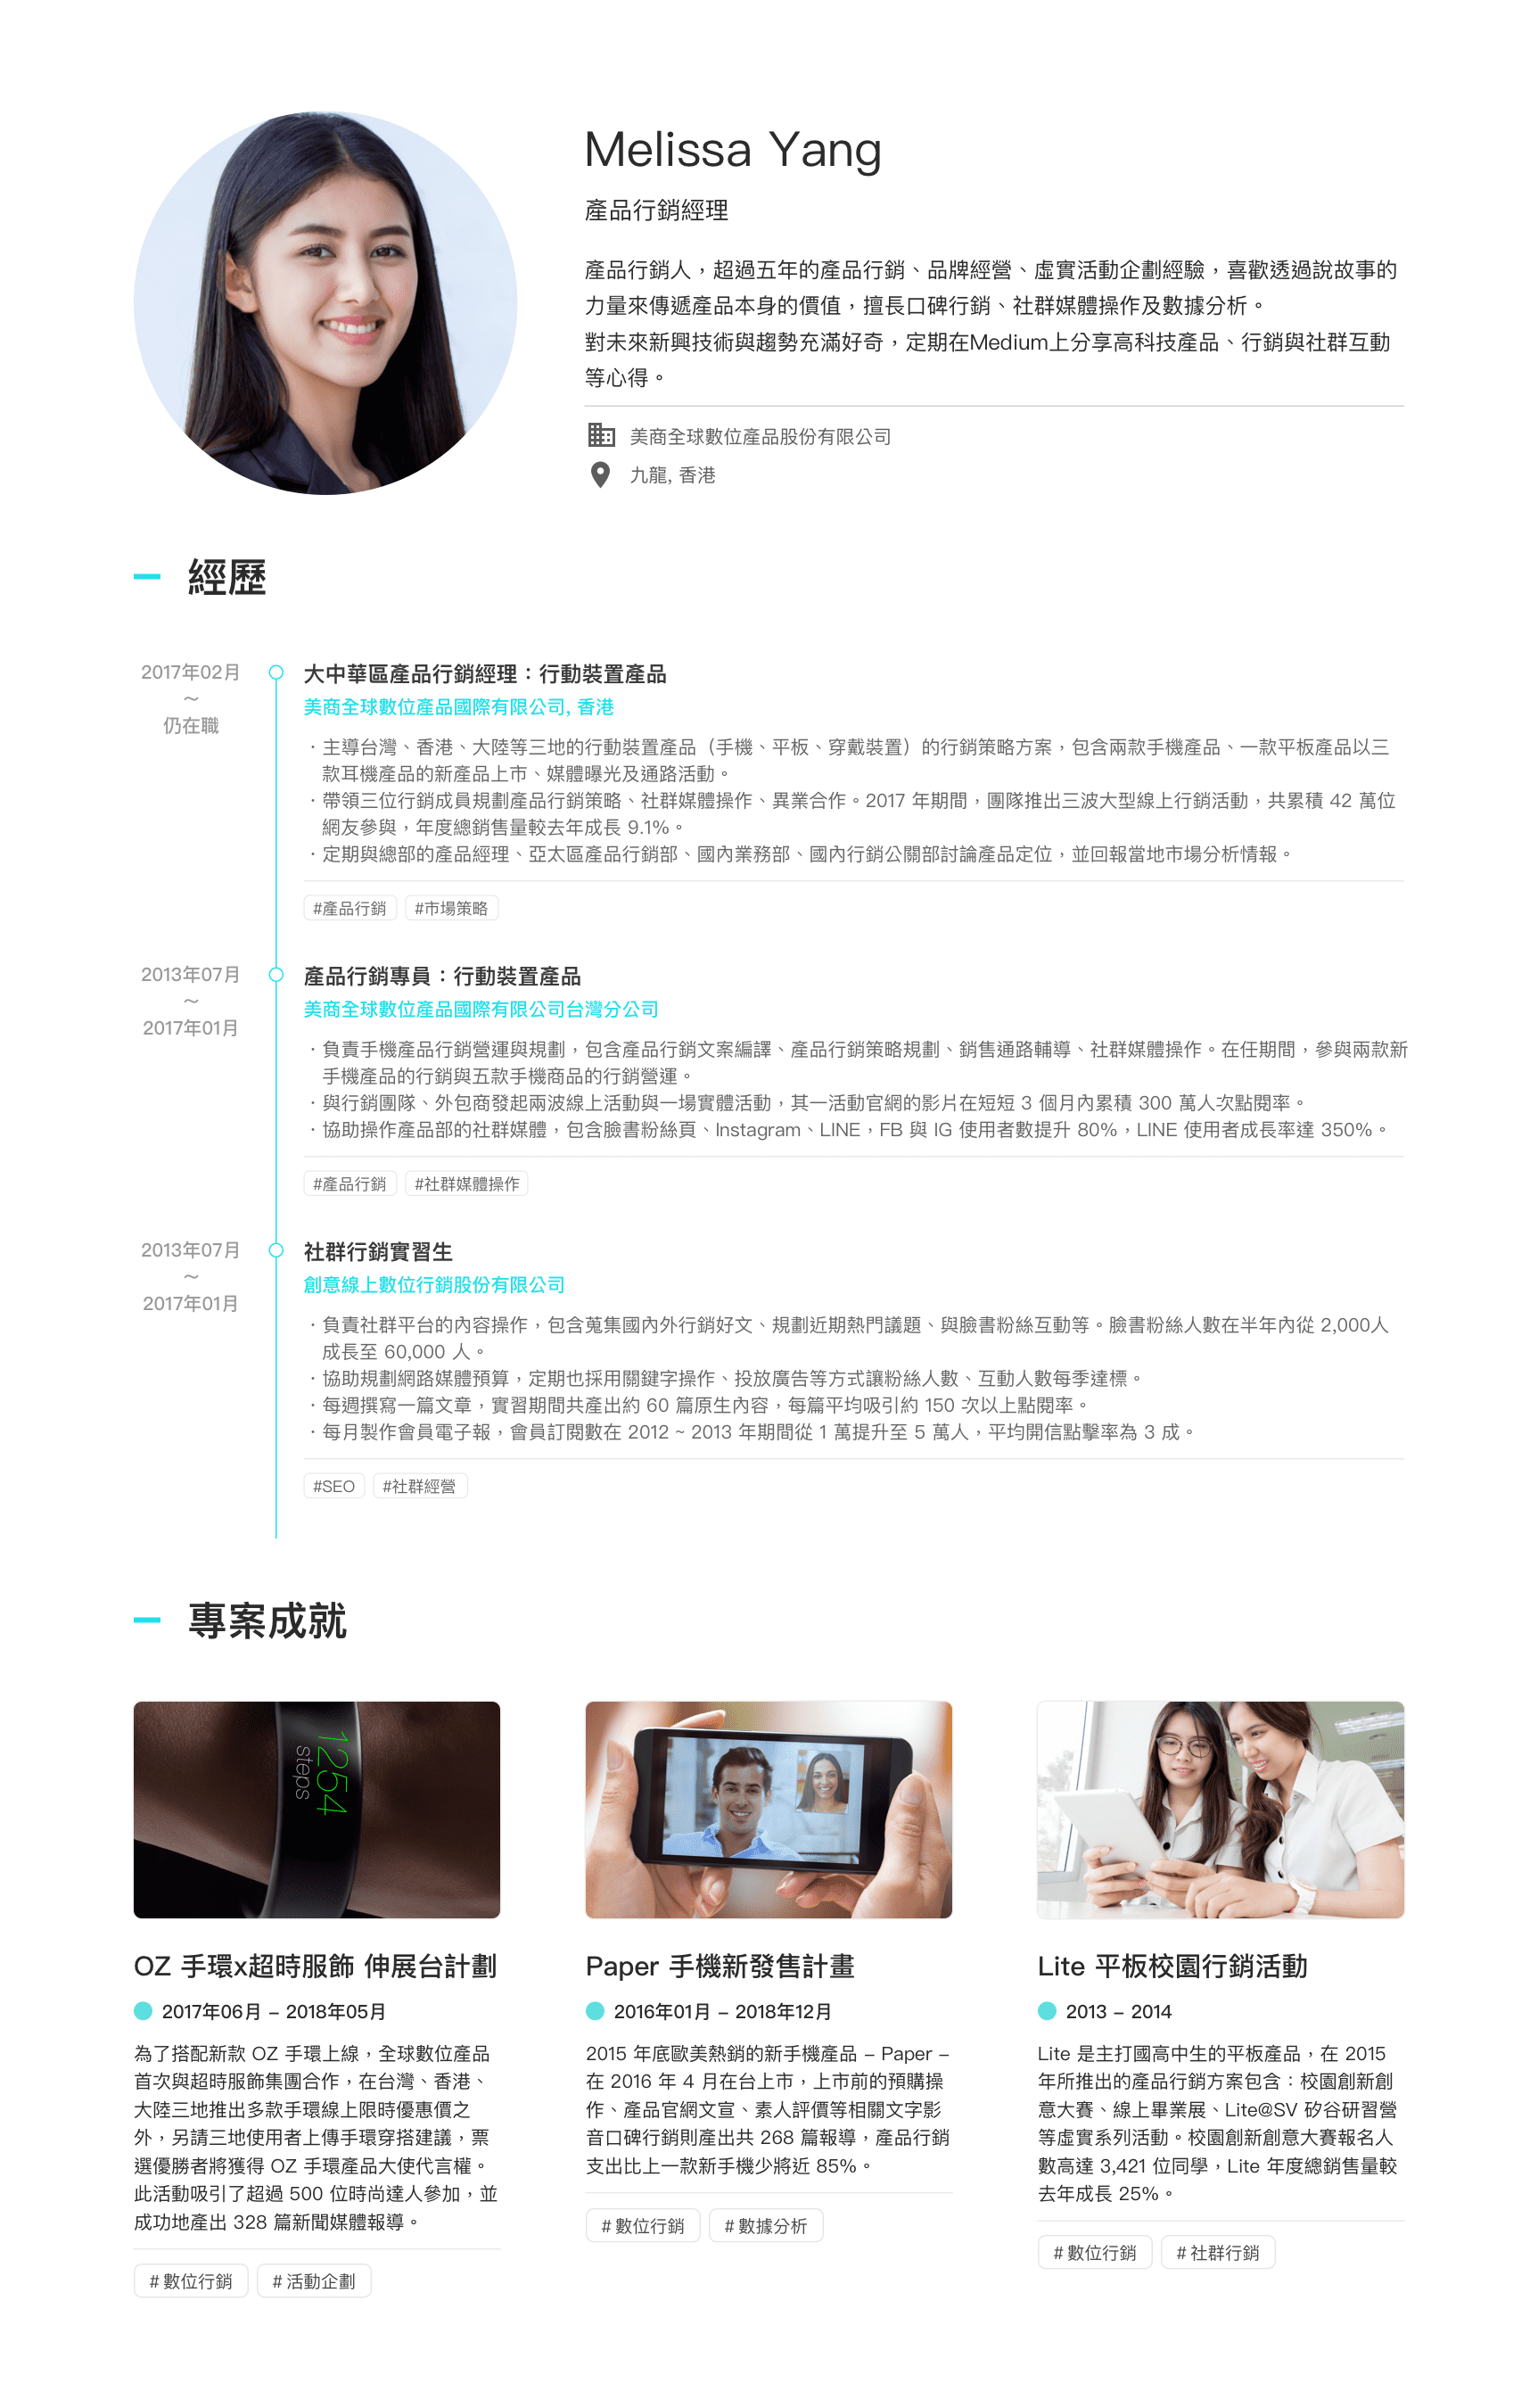 Melissa Yang
產品行銷經理
產品行銷人，超過五年的產品行銷、品牌經營、虛實活動企劃經驗，喜歡透過說故事的
力量來傳遞產品本身的價值，擅長口碑行銷、社群媒體操作及數據分析。
對未來新興技術與趨勢充滿好奇，定期在Medium上分享高科技產品、行銷與社群互動
等心得。
美商全球數位產品股份有限公司
九龍, 香港
經歷
2017年02月
～
仍在職
大中華區產品行銷經理：行動裝置產品
美商全球數位產品國際有限公司, 香港
・主導台灣、香港、大陸等三地的行動裝置產品（手機、平板、穿戴裝置）的行銷策略方案，包含兩款手機產品、一款平板產品以三
款耳機產品的新產品上市、媒體曝光及通路活動。
・帶領三位行銷成員規劃產品行銷策略、社群媒體操作、異業合作。2017 年期間，團隊推出三波大型線上行銷活動，共累積 42 萬位
網友參與，年度總銷售量較去年成長 9.1%。
・定期與總部的產品經理、亞太區產品行銷部、國內業務部、國內行銷公關部討論產品定位，並回報當地市場分析情報。
#產品行銷 #市場策略
2013年07月
～
2017年01月
產品行銷專員：行動裝置產品
美商全球數位產品國際有限公司台灣分公司
・負責手機產品行銷營運與規劃，包含產品行銷文案編譯、產品行銷策略規劃、銷售通路輔導、社群媒體操作。在任期間，參與兩款新
手機產品的行銷與五款手機商品的行銷營運。
・與行銷團隊、外包商發起兩波線上活動與一場實體活動，其一活動官網的影片在短短 3 個月內累積 300 萬人次點閱率。
・協助操作產品部的社群媒體，包含臉書粉絲頁、Instagram、LINE，FB 與 IG 使用者數提升 80%，LINE 使用者成長率達 350%。
#產品行銷 #社群媒體操作
2013年07月
～
2017年01月
社群行銷實習生
創意線上數位行銷股份有限公司
・負責社群平台的內容操作，包含蒐集國內外行銷好文、規劃近期熱門議題、與臉書粉絲互動等。臉書粉絲人數在半年內從 2,000人
成長至 60,000 人。
・協助規劃網路媒體預算，定期也採用關鍵字操作、投放廣告等方式讓粉絲人數、互動人數每季達標。
・每週撰寫一篇文章，實習期間共產出約 60 篇原生內容，每篇平均吸引約 150 次以上點閱率。
・每月製作會員電子報，會員訂閱數在 2012 ~ 2013 年期間從 1 萬提升至 5 萬人，平均開信點擊率為 3 成。
#SEO #社群經營
專案成就
1254
steps
OZ 手環x超時服飾 伸展台計劃
2017年06月 – 2018年05月
為了搭配新款 OZ 手環上線，全球數位產品
首次與超時服飾集團合作，在台灣、香港、
大陸三地推出多款手環線上限時優惠價之
外，另請三地使用者上傳手環穿搭建議，票
選優勝者將獲得 OZ 手環產品大使代言權。
此活動吸引了超過 500 位時尚達人參加，並
成功地產出 328 篇新聞媒體報導。
# 數位行銷 # 活動企劃
Paper 手機新發售計畫
2016年01月 – 2018年12月
2015 年底歐美熱銷的新手機產品 – Paper –
在 2016 年 4 月在台上市，上市前的預購操
作、產品官網文宣、素人評價等相關文字影
音口碑行銷則產出共 268 篇報導，產品行銷
支出比上一款新手機少將近 85%。
# 數位行銷 # 數據分析
Lite 平板校園行銷活動
2013 – 2014
Lite 是主打國高中生的平板產品，在 2015
年所推出的產品行銷方案包含：校園創新創
意大賽、線上畢業展、Lite@SV 矽谷研習營
等虛實系列活動。校園創新創意大賽報名人
數高達 3,421 位同學，Lite 年度總銷售量較
去年成長 25%。
# 數位行銷 # 社群行銷